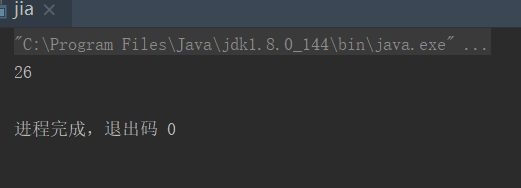 jia
"C:\Program Files\Java\jdk1.8.0_144\bin\java.exe" ...
26
进程完成，退出码 0